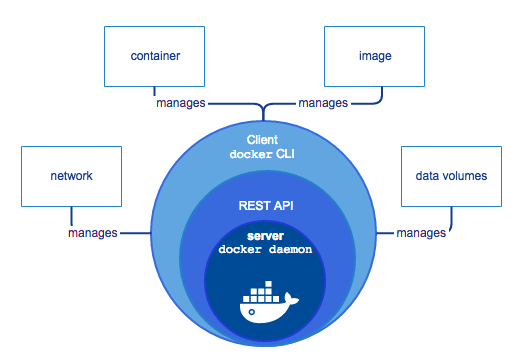 container
image
manages
manages
Client
docker CLI
network
data volumes
REST API
manages
manages
server
docker daemon